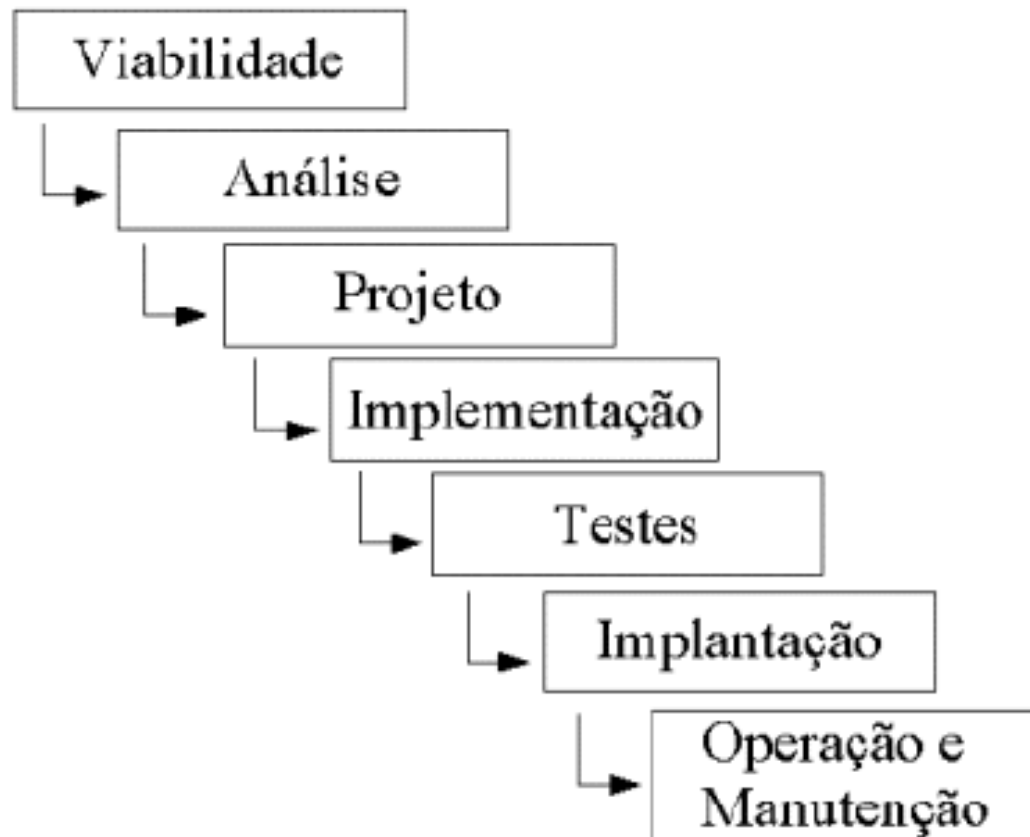 Viabilidade
Análise
Projeto
Implementação
Testes
Implantação
Operação e
Manutenção